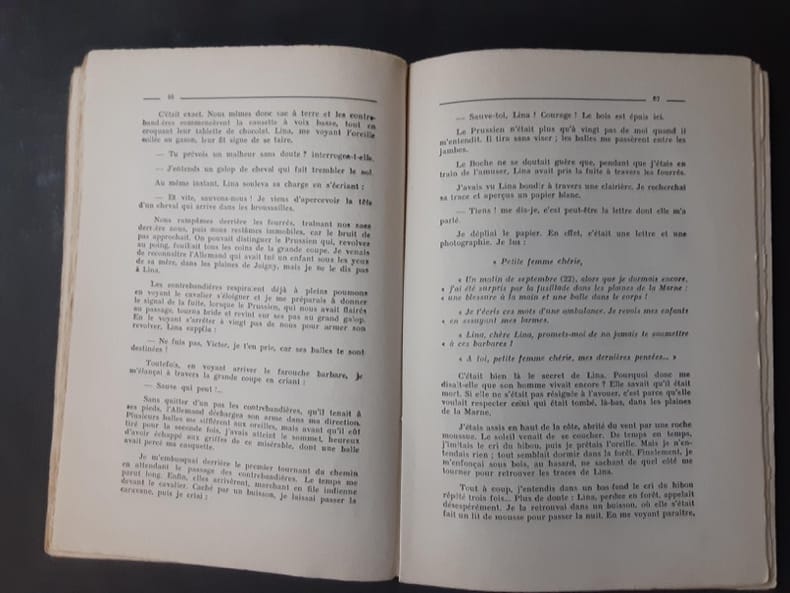 66
C'était exact. Nous mîmes donc sac à terre et les contre-
bandières commencèrent la causette à voix basse, tout en
croquant leur tablette de chocolat. Lina, me voyant l'oreille
collée au gazon, leur fit signe de se taire.
— Tu prévois un malheur sans doute ? interrogea-t-elle.
— J'entends un galop de cheval qui fait trembler le sol.
Au même instant, Lina souleva sa charge en s'écriant :
— Et vite, sauvons-nous ! Je viens d'apercevoir la tête
d'un cheval qui arrive dans les broussailles.
Nous rampâmes derrière les fourrés, traînant nos sacs
derrière nous, puis nous restâmes immobiles, car le bruit de
pas approchait. On pouvait distinguer le Prussien qui, revolver
au poing, fouillait tous les coins de la grande coupe. Je venais
de reconnaître l'Allemand qui avait tué un enfant sous les yeux
de sa mère, dans les plaines de Joigny, mais je ne le dis pas
à Lina.
Les contrebandières respiraient déjà à pleins poumons
en voyant le cavalier s'éloigner et je me préparais à donner
le signal de la fuite, lorsque le Prussien, qui nous avait flairés
au passage, tourna bride et revint sur ses pas au grand galop.
En le voyant s'arrêter à vingt pas de nous pour armer son
revolver, Lina supplia :
— Ne fuis pas, Victor, je t'en prie, car ses balles te sont
destinées !
Toutefois, en voyant arriver le farouche barbare, je
m'élançai à travers la grande coupe en criant :
— Sauve qui peut !...
Sans quitter d'un pas les contrebandières, qu'il tenait à
ses pieds, l'Allemand déchargea son arme dans ma direction.
Plusieurs balles me sifflèrent aux oreilles, mais avant qu'il eût
tiré pour la seconde fois, j'avais atteint le sommet, heureux
d'avoir échappé aux griffes de ce misérable, dont une balle
avait percé ma casquette.
Je m'embusquai derrière le premier tournant du chemin
en attendant le passage des contrebandières. Le temps me
parut long. Enfin, elles arrivèrent, marchant en file indienne
devant le cavalier. Caché par un buisson, je laissai passer la
caravane, puis je criai :
67
— Sauve-toi, Lina ! Courage ! Le bois est épais ici.
Le Prussien n'était plus qu'à vingt pas de moi quand il
m'entendit. Il tira sans viser ; les balles me passèrent entre les
jambes.
Le Boche ne se doutait guère que, pendant que j'étais en
train de l'amuser, Lina avait pris la fuite à travers les fourrés.
J'avais vu Lina bondir à travers une clairière. Je recherchai
sa trace et aperçus un papier blanc.
— Tiens ! me dis-je, c'est peut-être la lettre dont elle m'a
parlé.
Je dépliai le papier. En effet, c'était une lettre et une
photographie. Je lus :
« Petite femme chérie,
« Un matin de septembre (22), alors que je dormais encore,
« j'ai été surpris par la fusillade dans les plaines de la Marne :
« une blessure à la main et une balle dans le corps !
« Je t'écris ces mots d'une ambulance. Je revois mes enfants
« en essuyant mes larmes.
« Lina, chère Lina, promets-moi de ne jamais te soumettre
« à ces barbares !
« A toi, petite femme chérie, mes dernières pensées... »
C'était bien là le secret de Lina. Pourquoi donc me
disait-elle que son homme vivait encore ? Elle savait qu'il était
mort. Si elle ne s'était pas résignée à l'avouer, c'est parce qu'elle
voulait respecter celui qui était tombé, là-bas, dans les plaines
de la Marne.
J'étais assis en haut de la côte, abrité du vent par une roche
moussue. Le soleil venait de se coucher. De temps en temps,
j'imitais le cri du hibou, puis je prêtais l'oreille. Mais je n'en-
tendais rien ; tout semblait dormir dans la forêt. Finalement, je
m'enfonçai sous bois, au hasard, ne sachant de quel côté me
tourner pour retrouver les traces de Lina.
Tout à coup, j'entendis dans un bas-fond le cri du hibou
répété trois fois... Plus de doute : Lina, perdue en forêt, appelait
désespérément. Je la retrouvai dans un buisson, où elle s'était
fait un lit de mousse pour passer la nuit. En me voyant paraître,